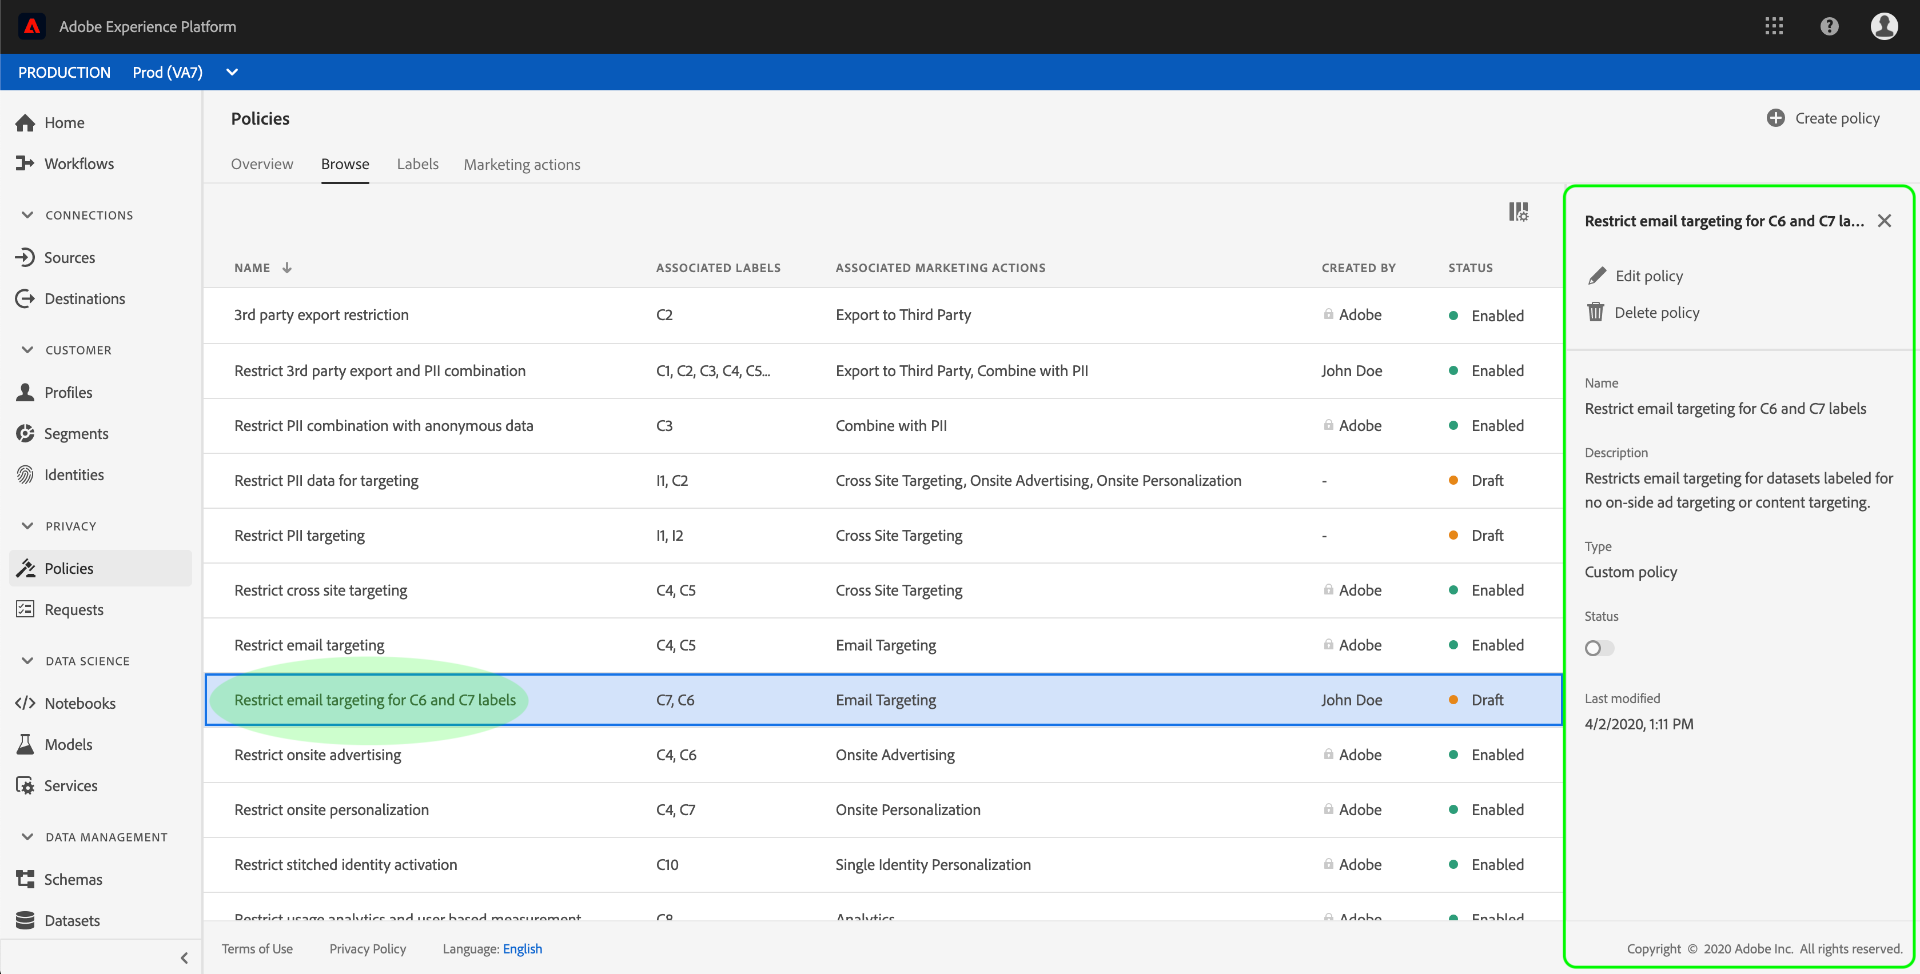 Adobe Experience Platform
PRODUCTION Prod (VA7)
Home
Workflows
CONNECTIONS
Sources
Destinations
CUSTOMER
Profiles
Segments
Identities
PRIVACY
Policies
Requests
DATA SCIENCE
Notebooks
Models
Services
DATA MANAGEMENT
Schemas
Datasets
Policies
Create policy
Overview Browse Labels Marketing actions
NAME ASSOCIATED LABELS ASSOCIATED MARKETING ACTIONS CREATED BY STATUS
3rd party export restriction C2 Export to Third Party Adobe Enabled
Restrict 3rd party export and PII combination C1, C2, C3, C4, C5... Export to Third Party, Combine with PII John Doe Enabled
Restrict PII combination with anonymous data C3 Combine with PII Adobe Enabled
Restrict PII data for targeting I1, C2 Cross Site Targeting, Onsite Advertising, Onsite Personalization - Draft
Restrict PII targeting I1, I2 Cross Site Targeting - Draft
Restrict cross site targeting C4, C5 Cross Site Targeting Adobe Enabled
Restrict email targeting C4, C5 Email Targeting Adobe Enabled
Restrict email targeting for C6 and C7 labels C7, C6 Email Targeting John Doe Draft
Restrict onsite advertising C4, C6 Onsite Advertising Adobe Enabled
Restrict onsite personalization C4, C7 Onsite Personalization Adobe Enabled
Restrict stitched identity activation C10 Single Identity Personalization Adobe Enabled
Restrict usage analytics and user based measurement C8 Analytics Adobe Enabled
Restrict email targeting for C6 and C7 la...
Edit policy
Delete policy
Name
Restrict email targeting for C6 and C7 labels
Description
Restricts email targeting for datasets labeled for
no on-side ad targeting or content targeting.
Type
Custom policy
Status
Last modified
4/2/2020, 1:11 PM
Terms of Use Privacy Policy Language: English
Copyright © 2020 Adobe Inc. All rights reserved.